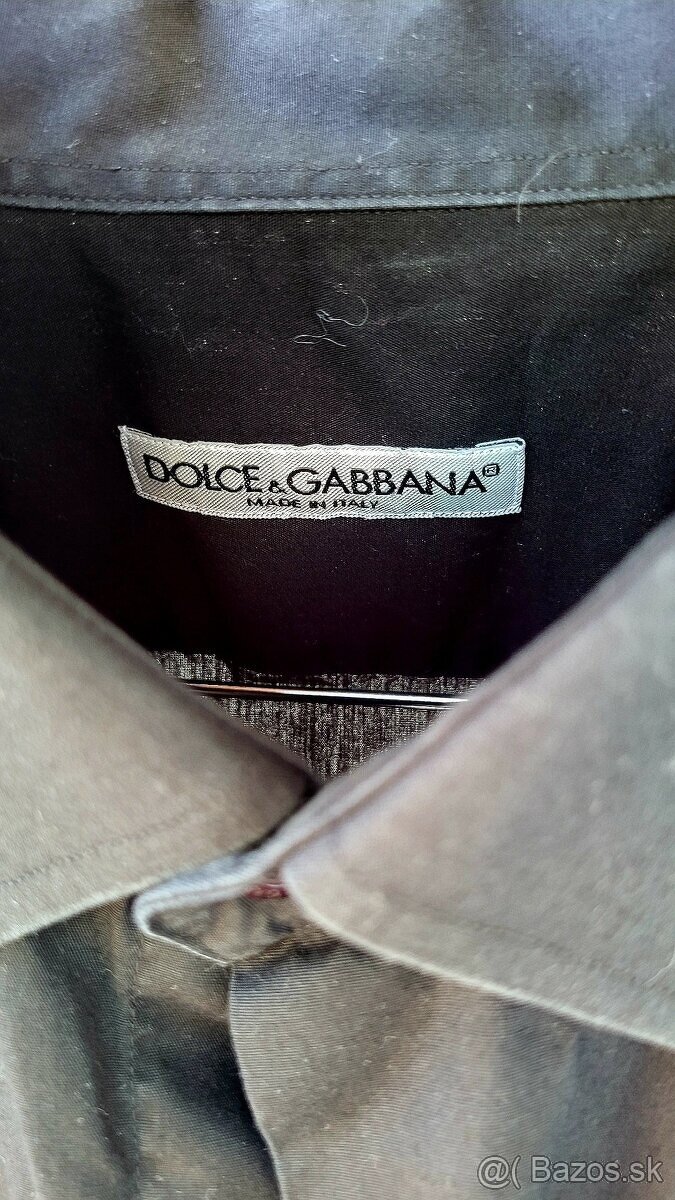 DOLCE & GABBANA®
MADE IN ITALY
@( Bazos.sk